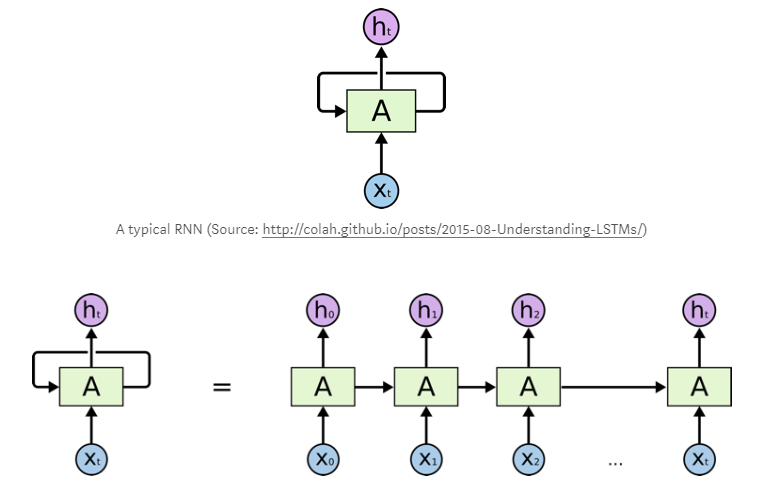 hₜ
A
xₜ
A typical RNN (Source: http://colah.github.io/posts/2015-08-Understanding-LSTMs/)
hₜ h₀ h₁ h₂ hₜ
A = A A A A
xₜ x₀ x₁ x₂ ... xₜ